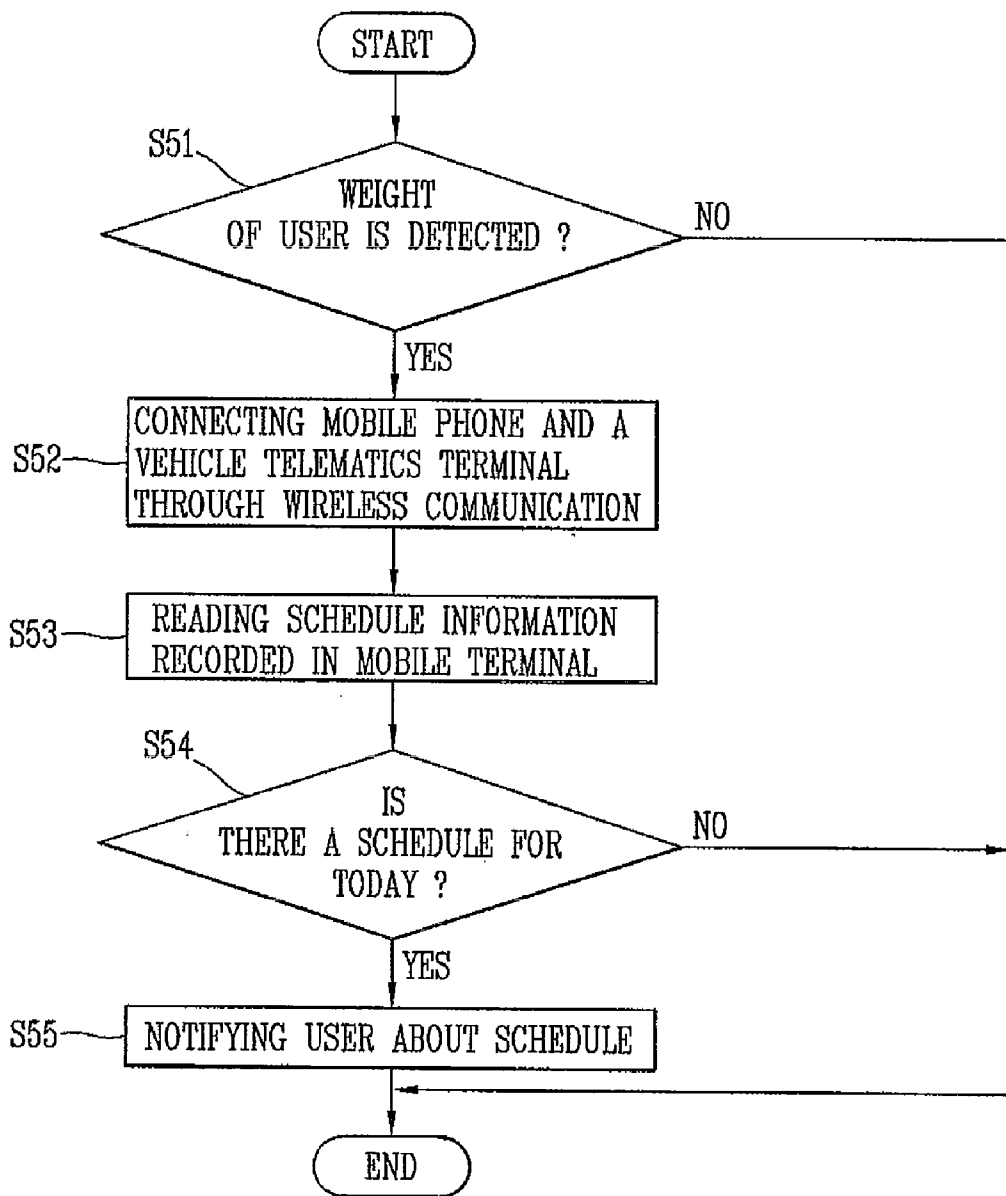 START
S51
WEIGHT
OF USER IS DETECTED ?
NO
YES
S52
CONNECTING MOBILE PHONE AND A
VEHICLE TELEMATICS TERMINAL
THROUGH WIRELESS COMMUNICATION
S53
READING SCHEDULE INFORMATION
RECORDED IN MOBILE TERMINAL
S54
IS
THERE A SCHEDULE FOR
TODAY ?
NO
YES
S55
NOTIFYING USER ABOUT SCHEDULE
END